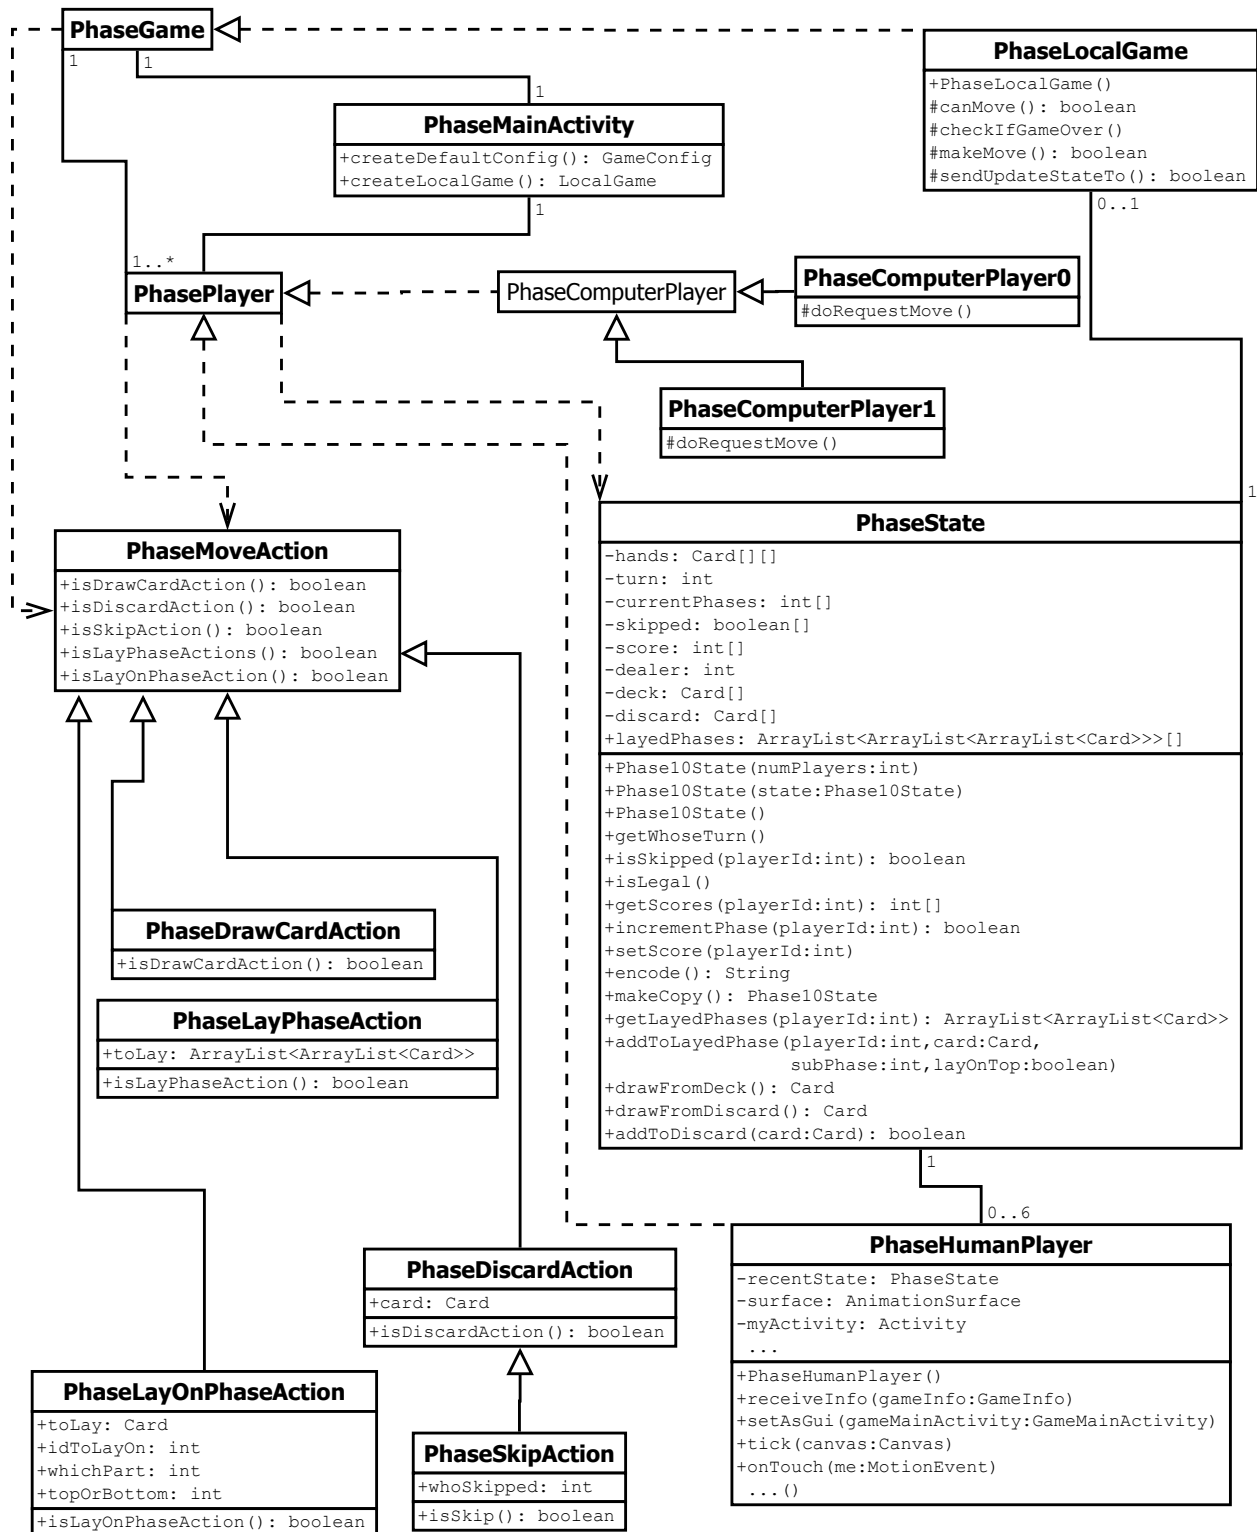 PhaseGame
1
1
PhaseLocalGame
+PhaseLocalGame()
#canMove(): boolean
#checkIfGameOver()
#makeMove(): boolean
#sendUpdateStateTo(): boolean
0..1
1
PhaseMainActivity
+createDefaultConfig(): GameConfig
+createLocalGame(): LocalGame
1
1..*
PhasePlayer
PhaseComputerPlayer
PhaseComputerPlayer0
#doRequestMove()
PhaseComputerPlayer1
#doRequestMove()
1
PhaseMoveAction
+isDrawCardAction(): boolean
+isDiscardAction(): boolean
+isSkipAction(): boolean
+isLayPhaseActions(): boolean
+isLayOnPhaseAction(): boolean
PhaseState
-hands: Card[][]
-turn: int
-currentPhases: int[]
-skipped: boolean[]
-score: int[]
-dealer: int
-deck: Card[]
-discard: Card[]
+layedPhases: ArrayList<ArrayList<ArrayList<Card>>>[]
+Phase10State(numPlayers:int)
+Phase10State(state:Phase10State)
+Phase10State()
+getWhoseTurn()
+isSkipped(playerId:int): boolean
+isLegal()
+getScores(playerId:int): int[]
+incrementPhase(playerId:int): boolean
+setScore(playerId:int)
+encode(): String
+makeCopy(): Phase10State
+getLayedPhases(playerId:int): ArrayList<ArrayList<Card>>
+addToLayedPhase(playerId:int,card:Card,
subPhase:int,layOnTop:boolean)
+drawFromDeck(): Card
+drawFromDiscard(): Card
+addToDiscard(card:Card): boolean
1
0..6
PhaseDrawCardAction
+isDrawCardAction(): boolean
PhaseLayPhaseAction
+toLay: ArrayList<ArrayList<Card>>
+isLayPhaseAction(): boolean
PhaseDiscardAction
+card: Card
+isDiscardAction(): boolean
PhaseHumanPlayer
-recentState: PhaseState
-surface: AnimationSurface
-myActivity: Activity
...
+PhaseHumanPlayer()
+receiveInfo(gameInfo:GameInfo)
+setAsGui(gameMainActivity:GameMainActivity)
+tick(canvas:Canvas)
+onTouch(me:MotionEvent)
...()
PhaseLayOnPhaseAction
+toLay: Card
+idToLayOn: int
+whichPart: int
+topOrBottom: int
+isLayOnPhaseAction(): boolean
PhaseSkipAction
+whoSkipped: int
+isSkip(): boolean